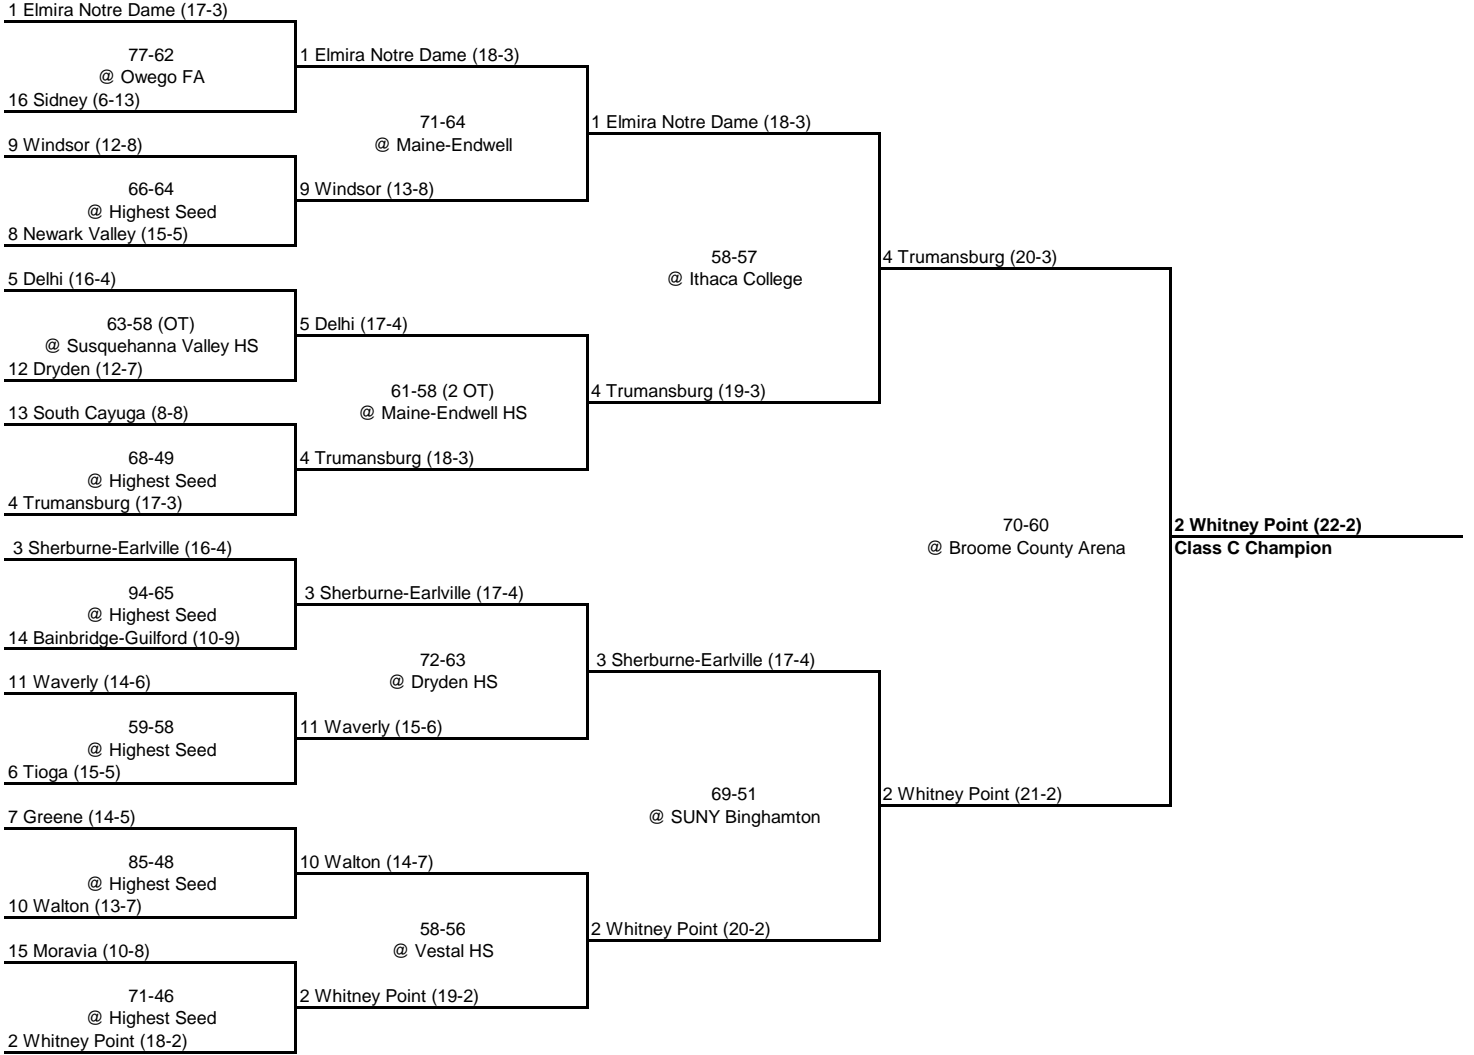 1 Elmira Notre Dame (17-3)
77-62
@ Owego FA
16 Sidney (6-13)
9 Windsor (12-8)
66-64
@ Highest Seed
8 Newark Valley (15-5)
5 Delhi (16-4)
63-58 (OT)
@ Susquehanna Valley HS
12 Dryden (12-7)
13 South Cayuga (8-8)
68-49
@ Highest Seed
4 Trumansburg (17-3)
3 Sherburne-Earlville (16-4)
94-65
@ Highest Seed
14 Bainbridge-Guilford (10-9)
11 Waverly (14-6)
59-58
@ Highest Seed
6 Tioga (15-5)
7 Greene (14-5)
85-48
@ Highest Seed
10 Walton (13-7)
15 Moravia (10-8)
71-46
@ Highest Seed
2 Whitney Point (18-2)
1 Elmira Notre Dame (18-3)
71-64
@ Maine-Endwell
9 Windsor (13-8)
5 Delhi (17-4)
61-58 (2 OT)
@ Maine-Endwell HS
4 Trumansburg (18-3)
3 Sherburne-Earlville (17-4)
72-63
@ Dryden HS
11 Waverly (15-6)
10 Walton (14-7)
58-56
@ Vestal HS
2 Whitney Point (19-2)
1 Elmira Notre Dame (18-3)
58-57
@ Ithaca College
4 Trumansburg (19-3)
3 Sherburne-Earlville (17-4)
69-51
@ SUNY Binghamton
2 Whitney Point (20-2)
4 Trumansburg (20-3)
70-60
@ Broome County Arena
2 Whitney Point (21-2)
2 Whitney Point (22-2)
Class C Champion